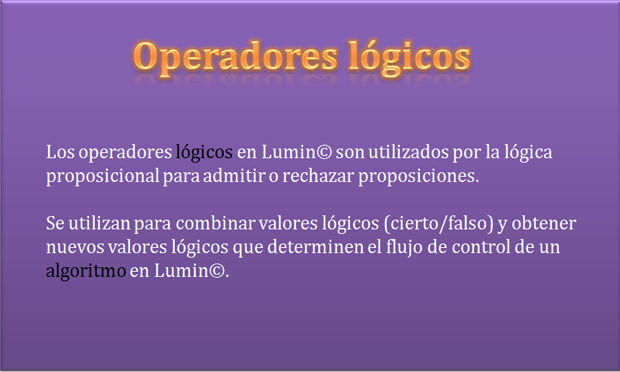 Operadores lógicos
Los operadores lógicos en Lumin© son utilizados por la lógica
proposicional para admitir o rechazar proposiciones.
Se utilizan para combinar valores lógicos (cierto/falso) y obtener
nuevos valores lógicos que determinen el flujo de control de un
algoritmo en Lumin©.